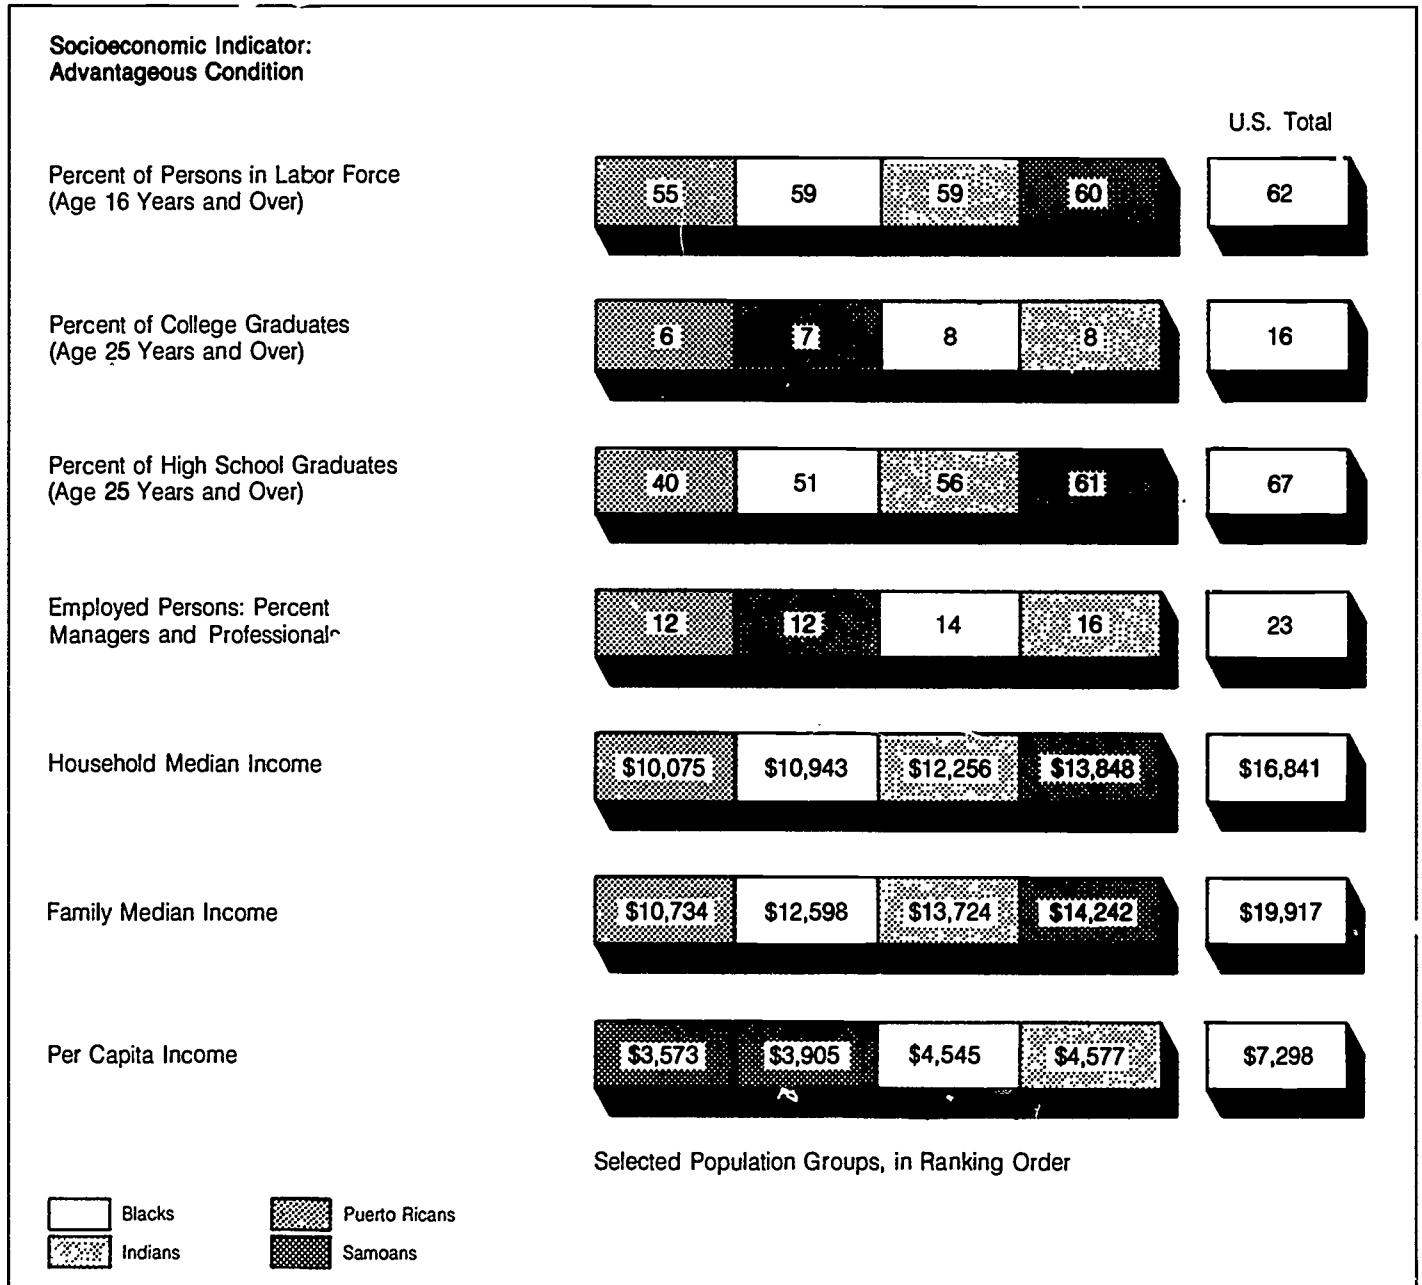 Socioeconomic Indicator:
Advantageous Condition
U.S. Total
Percent of Persons in Labor Force
(Age 16 Years and Over)
55 59 59 60 62
Percent of College Graduates
(Age 25 Years and Over)
6 7 8 8 16
Percent of High School Graduates
(Age 25 Years and Over)
40 51 56 61 67
Employed Persons: Percent
Managers and Professionals
12 12 14 16 23
Household Median Income
$10,075 $10,943 $12,256 $13,848 $16,841
Family Median Income
$10,734 $12,598 $13,724 $14,242 $19,917
Per Capita Income
$3,573 $3,905 $4,545 $4,577 $7,298
Selected Population Groups, in Ranking Order
Blacks Puerto Ricans
Indians Samoans